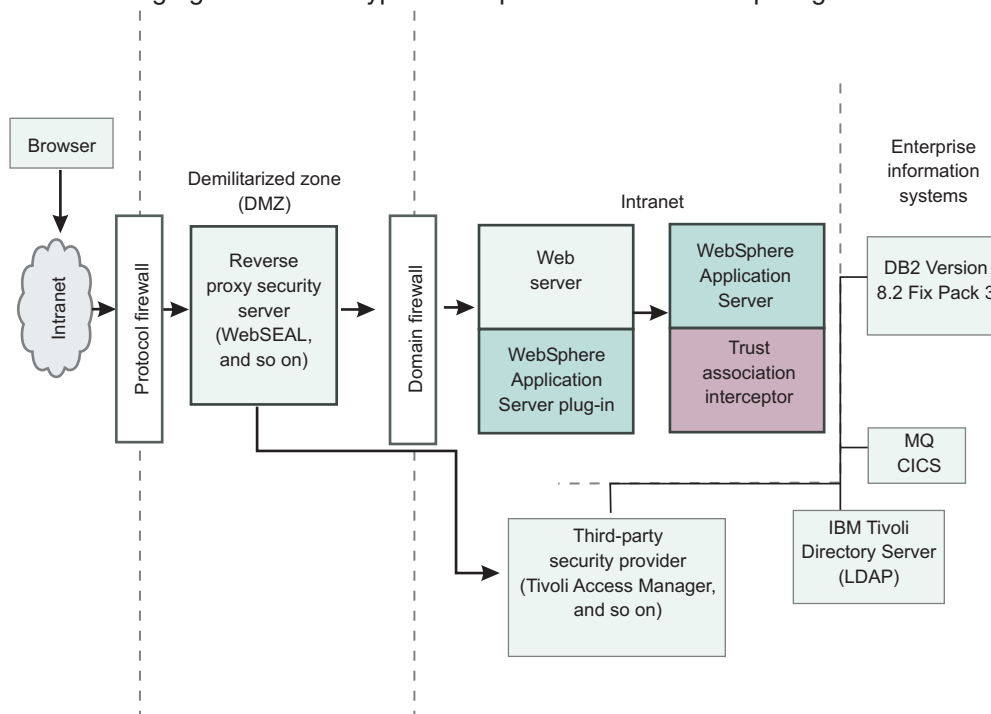 Browser
Intranet
Protocol firewall
Demilitarized zone
(DMZ)
Reverse
proxy security
server
(WebSEAL,
and so on)
Domain firewall
Intranet
Web
server
WebSphere
Application
Server plug-in
WebSphere
Application
Server
Trust
association
interceptor
Enterprise
information
systems
DB2 Version
8.2 Fix Pack 3
MQ
CICS
IBM Tivoli
Directory Server
(LDAP)
Third-party
security provider
(Tivoli Access Manager,
and so on)